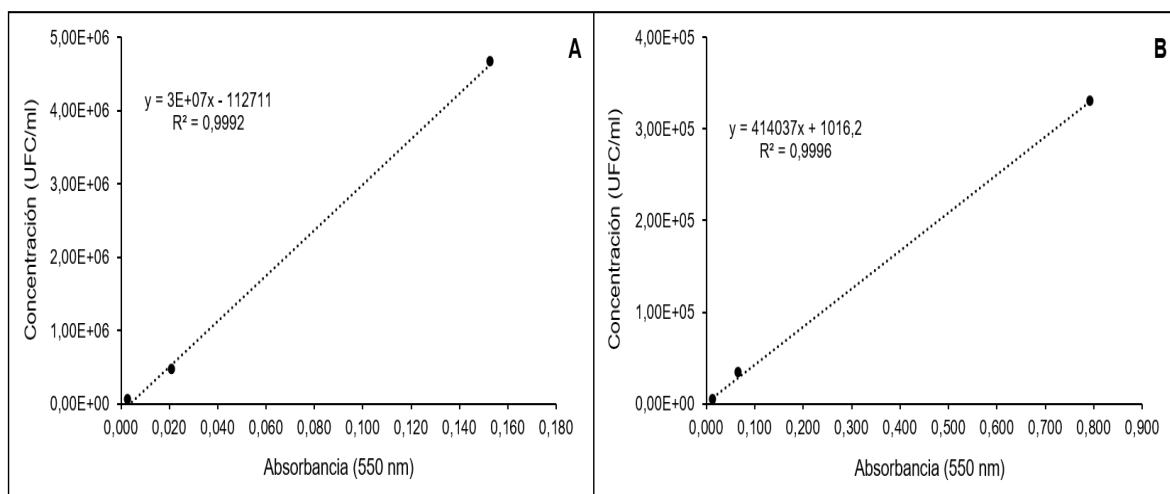 A
Concentración (UFC/ml)
5,00E+06
4,00E+06
3,00E+06
2,00E+06
1,00E+06
0,00E+00
y = 3E+07x - 112711
R² = 0,9992
0,000 0,020 0,040 0,060 0,080 0,100 0,120 0,140 0,160 0,180
Absorbancia (550 nm)
B
Concentración (UFC/ml)
4,00E+05
3,00E+05
2,00E+05
1,00E+05
0,00E+00
y = 414037x + 1016,2
R² = 0,9996
0,000 0,100 0,200 0,300 0,400 0,500 0,600 0,700 0,800 0,900
Absorbancia (550 nm)